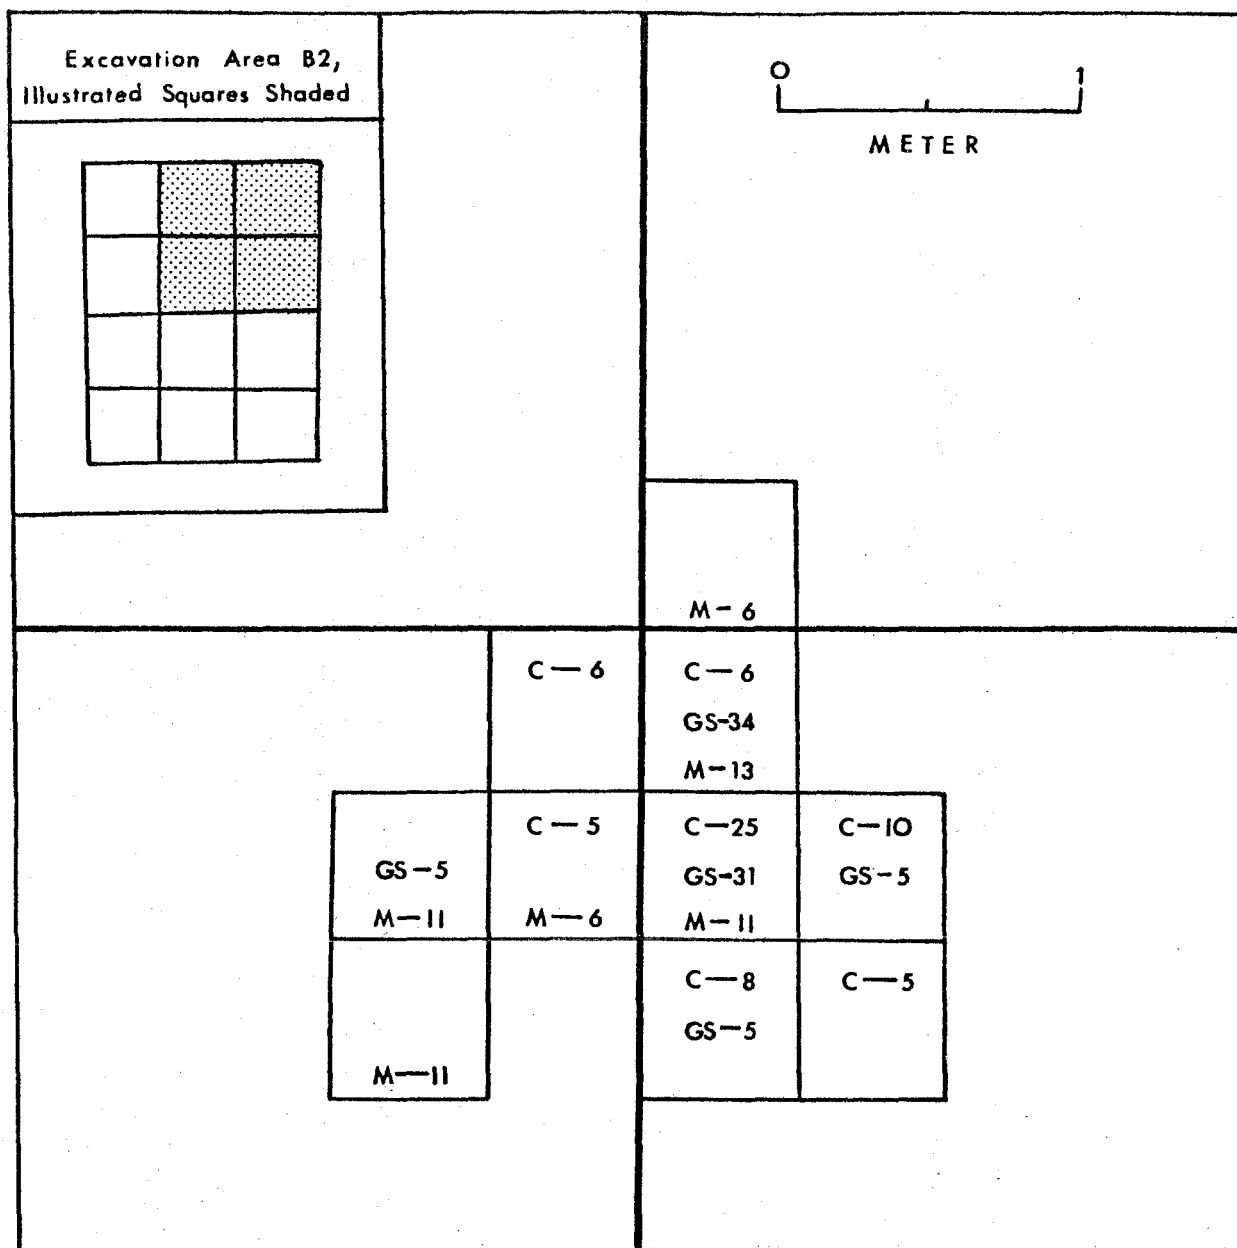 Excavation Area B2,
Illustrated Squares Shaded
0 1
METER
M-6
C-6
C-6
GS-34
M-13
GS-5
M-11
C-5
M-6
C-25
GS-31
M-11
C-10
GS-5
M-11
C-8
GS-5
C-5